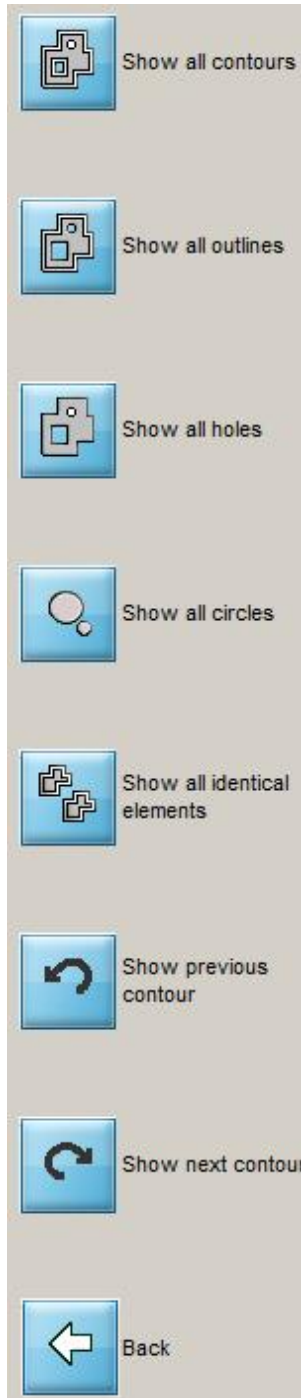 Show all contours
Show all outlines
Show all holes
Show all circles
Show all identical
elements
Show previous
contour
Show next contour
Back